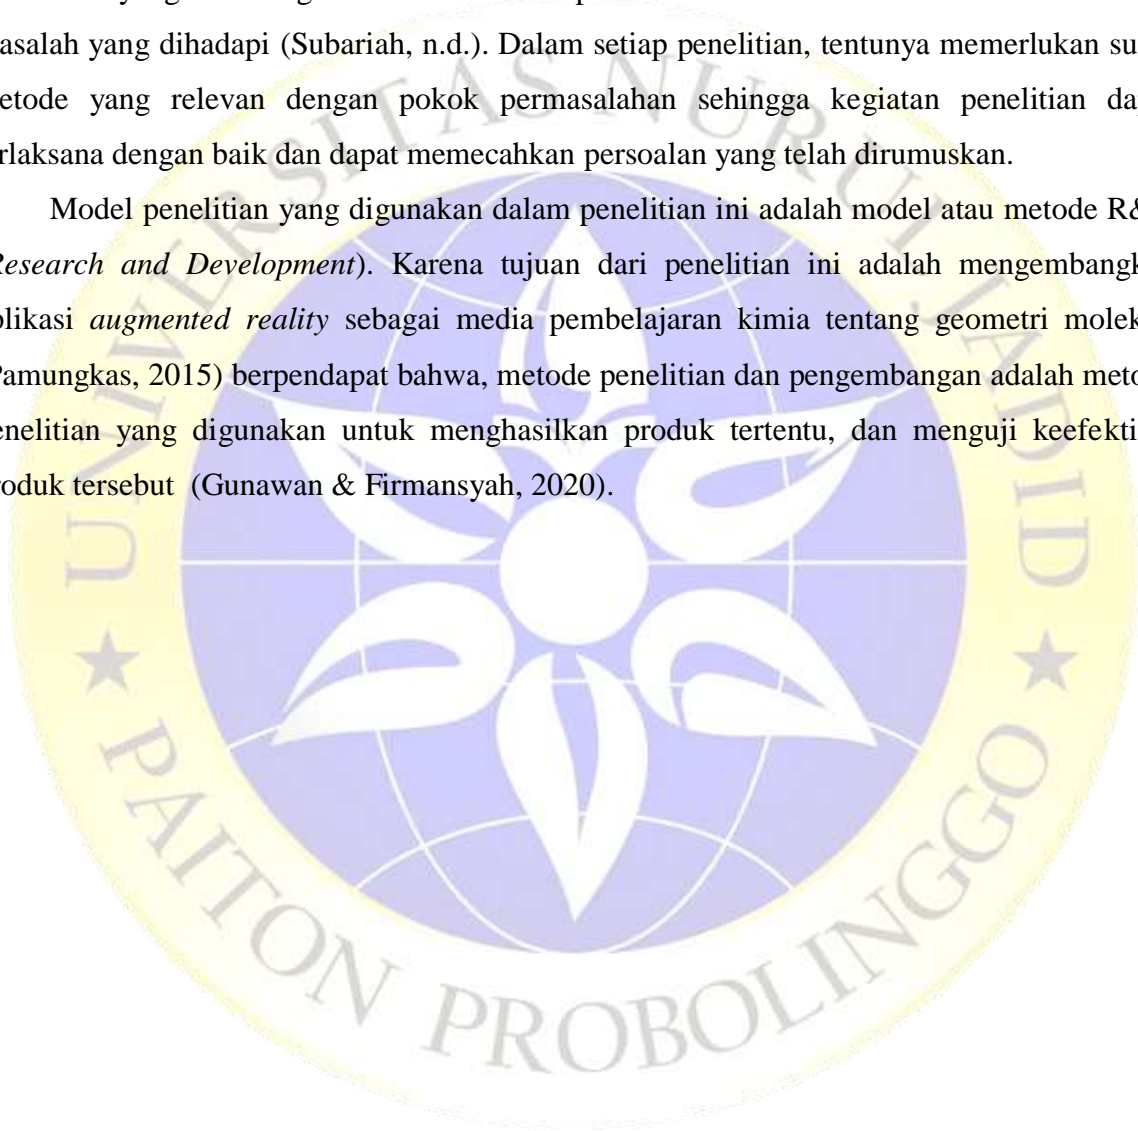 asalah yang dihadapi (Subariah, n.d.). Dalam setiap penelitian, tentunya memerlukan su
etode yang relevan dengan pokok permasalahan sehingga kegiatan penelitian da
rlaksana dengan baik dan dapat memecahkan persoalan yang telah dirumuskan.
Model penelitian yang digunakan dalam penelitian ini adalah model atau metode R&
Research and Development). Karena tujuan dari penelitian ini adalah mengembangk
plikasi augmented reality sebagai media pembelajaran kimia tentang geometri molek
Pamungkas, 2015) berpendapat bahwa, metode penelitian dan pengembangan adalah meto
enelitian yang digunakan untuk menghasilkan produk tertentu, dan menguji keefekti
roduk tersebut (Gunawan & Firmansyah, 2020).
UNIVERSITAS NURUL JADID
PAITON PROBOLINGGO